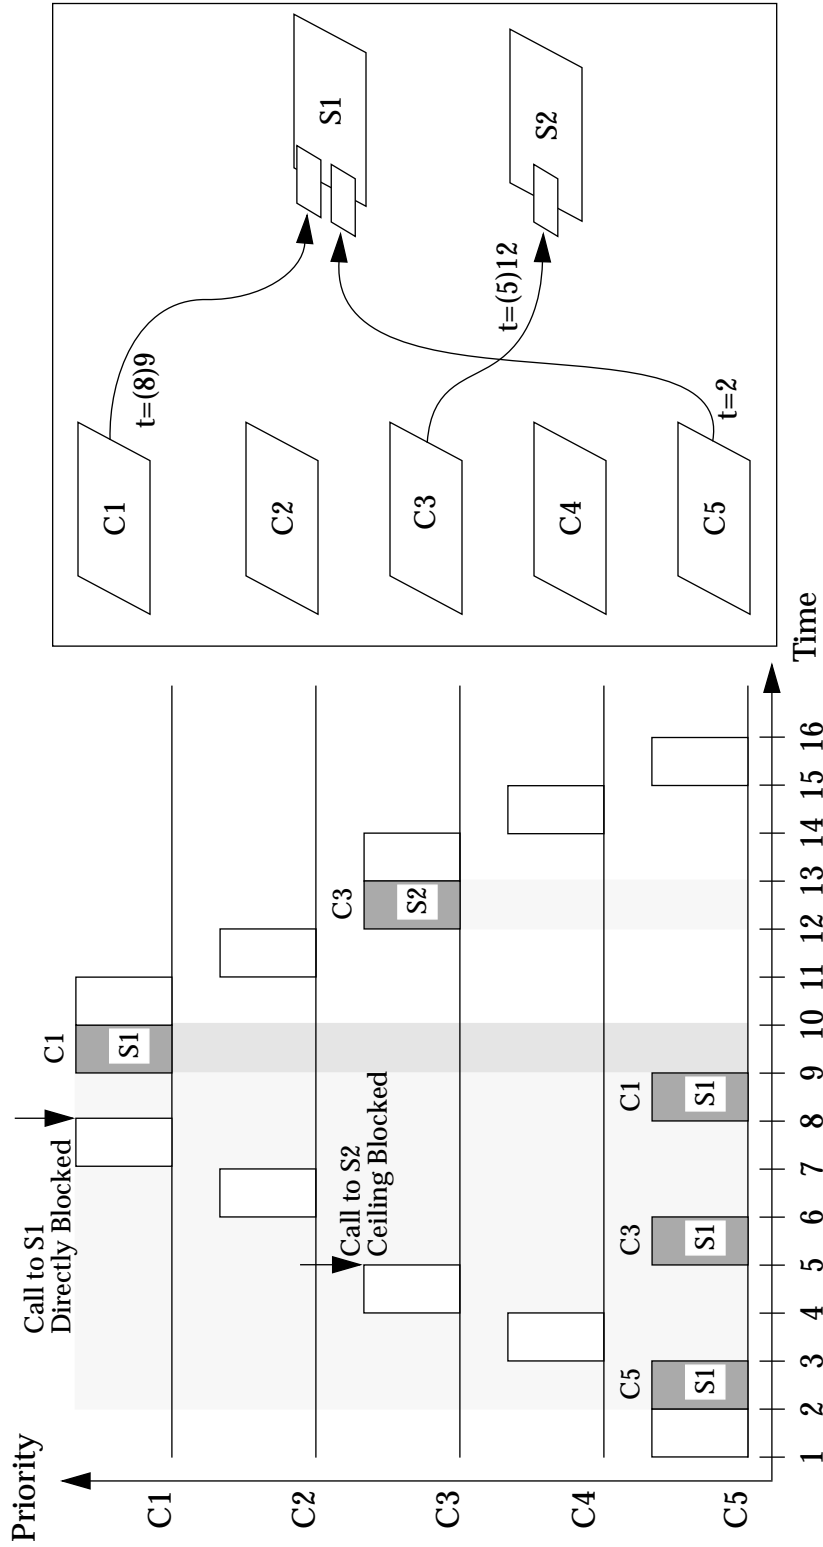 Priority
C1
C2
C3
C4
C5
Call to S1
Directly Blocked
C1
S1
Call to S2
Ceiling Blocked
C3
S2
C5
S1
C3
S1
C1
S1
1 2 3 4 5 6 7 8 9 10 11 12 13 14 15 16
Time
C1
C2
C3
C4
C5
t=(8)9
t=(5)12
t=2
S1
S2